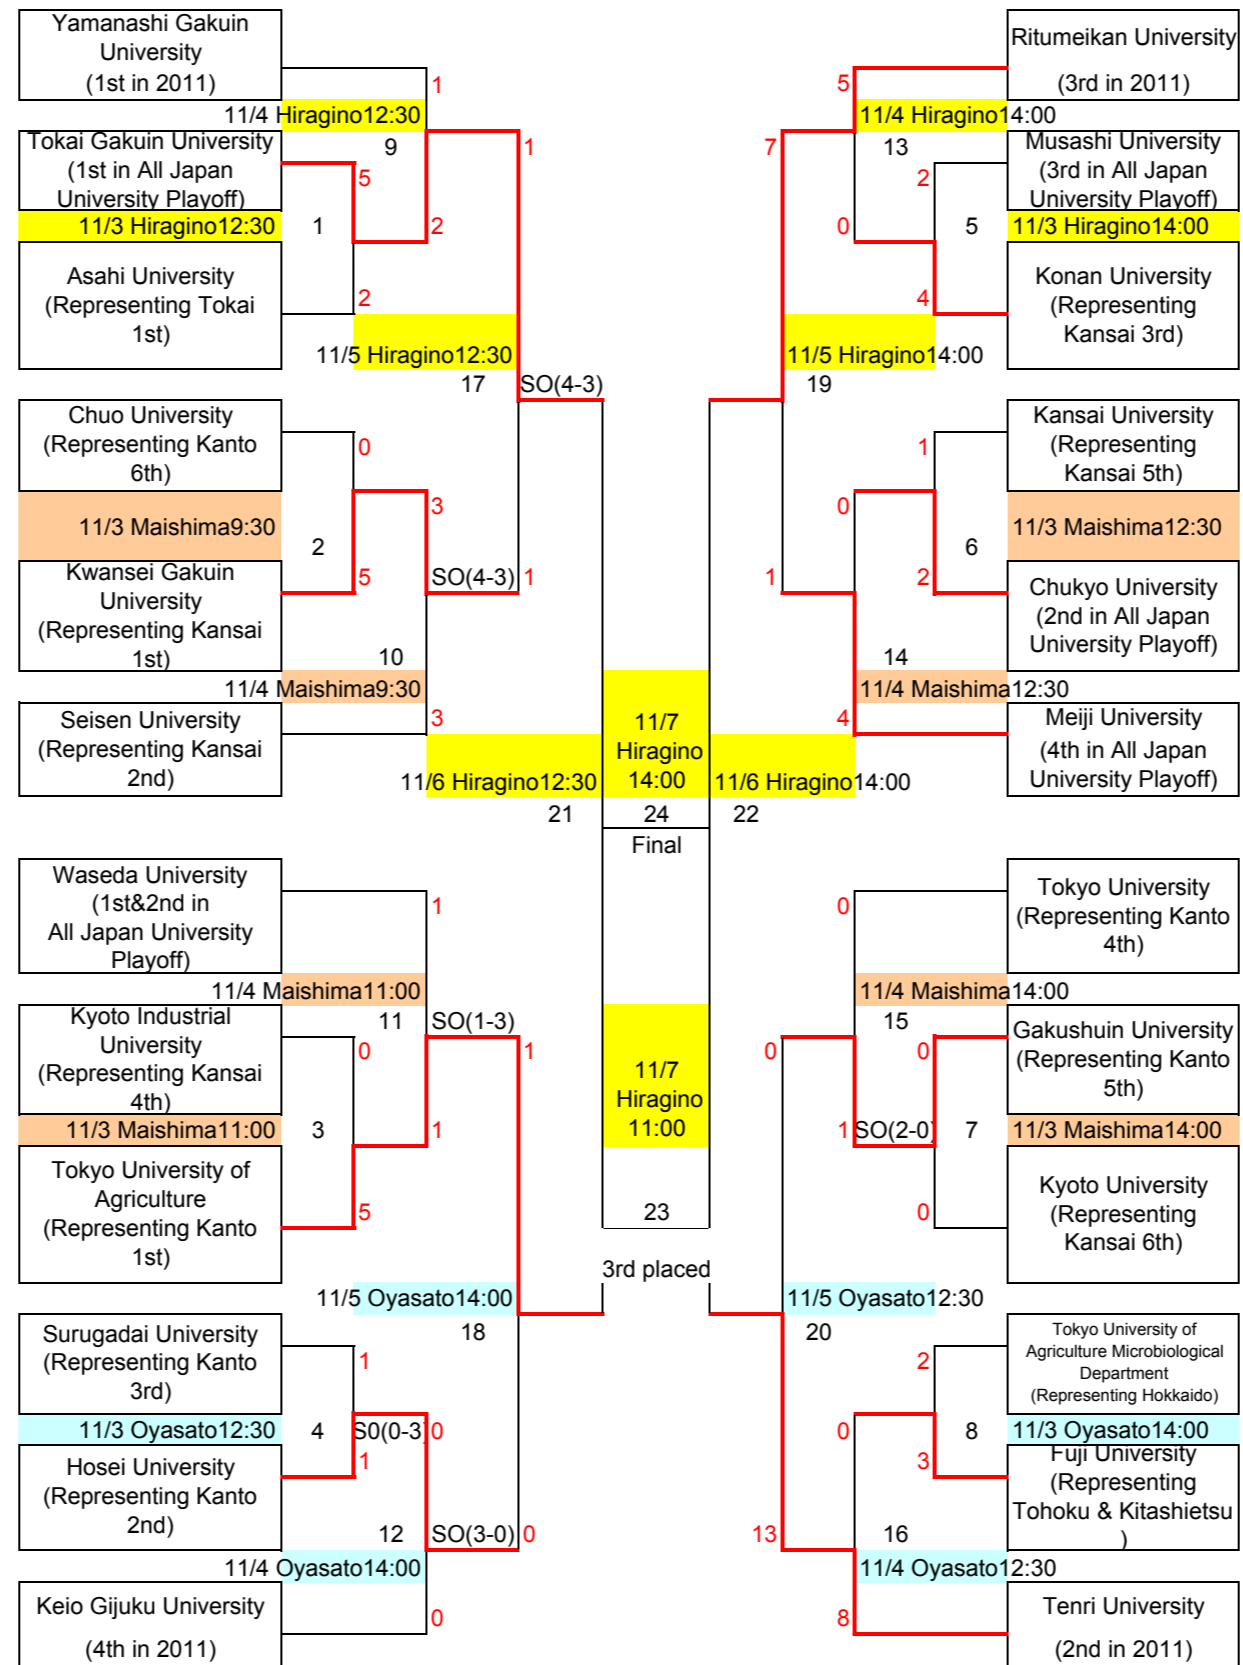 Yamanashi Gakuin
University
(1st in 2011)
1
11/4 Hiragino12:30
Tokai Gakuin University
(1st in All Japan
University Playoff)
9
1
5
11/3 Hiragino12:30
1
2
Asahi University
(Representing Tokai
1st)
2
11/5 Hiragino12:30
17
SO(4-3)
Chuo University
(Representing Kanto
6th)
0
3
11/3 Maishima9:30
2
Kwansei Gakuin
University
(Representing Kansai
1st)
5
SO(4-3)
1
10
11/4 Maishima9:30
Seisen University
(Representing Kansai
2nd)
3
11/6 Hiragino12:30
21
11/7
Hiragino
14:00
24
Final
Waseda University
(1st&2nd in
All Japan University
Playoff)
1
11/4 Maishima11:00
Kyoto Industrial
University
(Representing Kansai
4th)
11
SO(1-3)
0
1
11/3 Maishima11:00
3
1
Tokyo University of
Agriculture
(Representing Kanto
1st)
5
11/7
Hiragino
11:00
23
3rd placed
11/5 Oyasato14:00
18
Surugadai University
(Representing Kanto
3rd)
1
11/3 Oyasato12:30
4
S0(0-3)
0
Hosei University
(Representing Kanto
2nd)
1
12
SO(3-0)
0
11/4 Oyasato14:00
Keio Gijuku University
(4th in 2011)
0
Ritumeikan University
(3rd in 2011)
5
11/4 Hiragino14:00
7
13
Musashi University
(3rd in All Japan
University Playoff)
2
0
5
11/3 Hiragino14:00
Konan University
(Representing
Kansai 3rd)
4
11/5 Hiragino14:00
19
Kansai University
(Representing
Kansai 5th)
1
0
11/3 Maishima12:30
6
Chukyo University
(2nd in All Japan
University Playoff)
1
2
14
11/4 Maishima12:30
Meiji University
(4th in All Japan
University Playoff)
4
11/6 Hiragino14:00
22
Tokyo University
(Representing Kanto
4th)
0
11/4 Maishima14:00
15
Gakushuin University
(Representing Kanto
5th)
0
0
1
SO(2-0)
7
11/3 Maishima14:00
Kyoto University
(Representing
Kansai 6th)
0
11/5 Oyasato12:30
20
Tokyo University of
Agriculture Microbiological
Department
(Representing Hokkaido)
2
0
8
11/3 Oyasato14:00
Fuji University
(Representing
Tohoku & Kitashietsu
)
3
13
16
11/4 Oyasato12:30
Tenri University
(2nd in 2011)
8